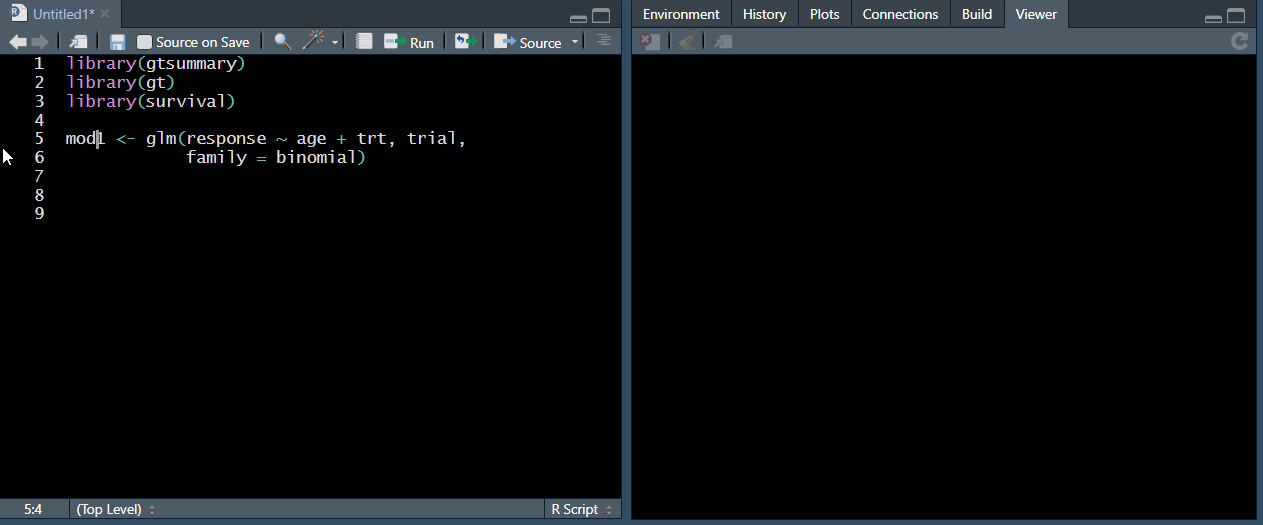 Untitled1*
Source on Save
Run
Source
1 library(gtsummary)
2 library(gt)
3 library(survival)
4
5 mod1 <- glm(response ~ age + trt, trial,
6             family = binomial)
7
8
9
5:4 (Top Level) R Script
Environment History Plots Connections Build Viewer